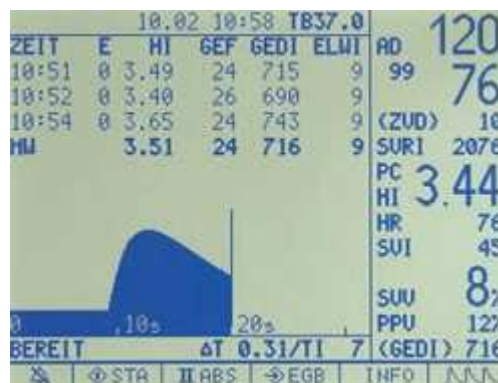 10.02 10:58 TB37.0
ZEIT E HI GEF GEDI ELWI
10:51 0 3.49 24 715 9
10:52 0 3.40 26 690 9
10:54 0 3.65 24 743 9
MW 3.51 24 716 9
0 10s 20s
BEREIT ΔT 0.31/TI 7
STA II ABS EGB INFO
AD 120
99 76
(ZVD) 10
SVRI 2076
PC
HI 3.44
HR 76
SVI 45
SVV 8
PPV
(GEDI) 716